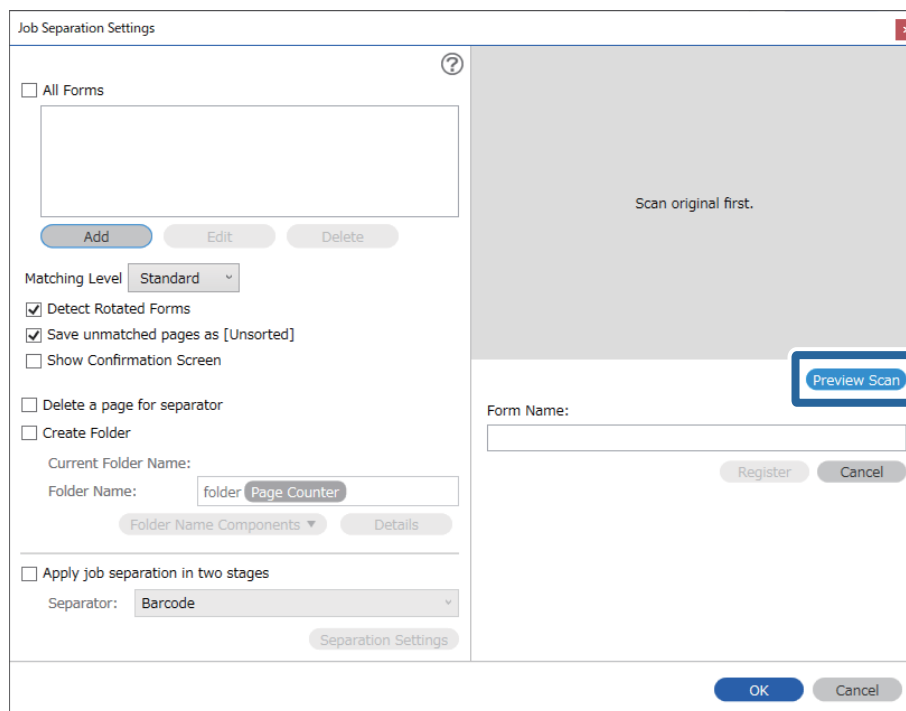 Job Separation Settings
?
All Forms
Add Edit Delete
Matching Level Standard
Detect Rotated Forms
Save unmatched pages as [Unsorted]
Show Confirmation Screen
Delete a page for separator
Create Folder
Current Folder Name:
Folder Name: folder Page Counter
Folder Name Components ▼ Details
Apply job separation in two stages
Separator: Barcode
Separation Settings
Scan original first.
Preview Scan
Form Name:
Register Cancel
OK Cancel